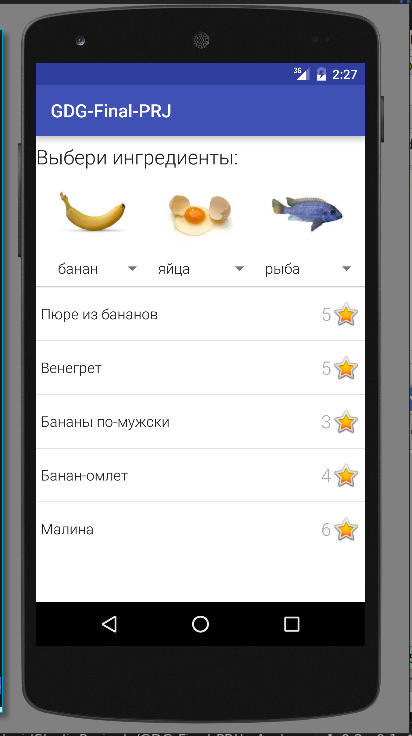 3G 2:27
GDG-Final-PRJ
Выбери ингредиенты:
банан яйца рыба
Пюре из бананов 5
Венегрет 5
Бананы по-мужски 3
Банан-омлет 4
Малина 6